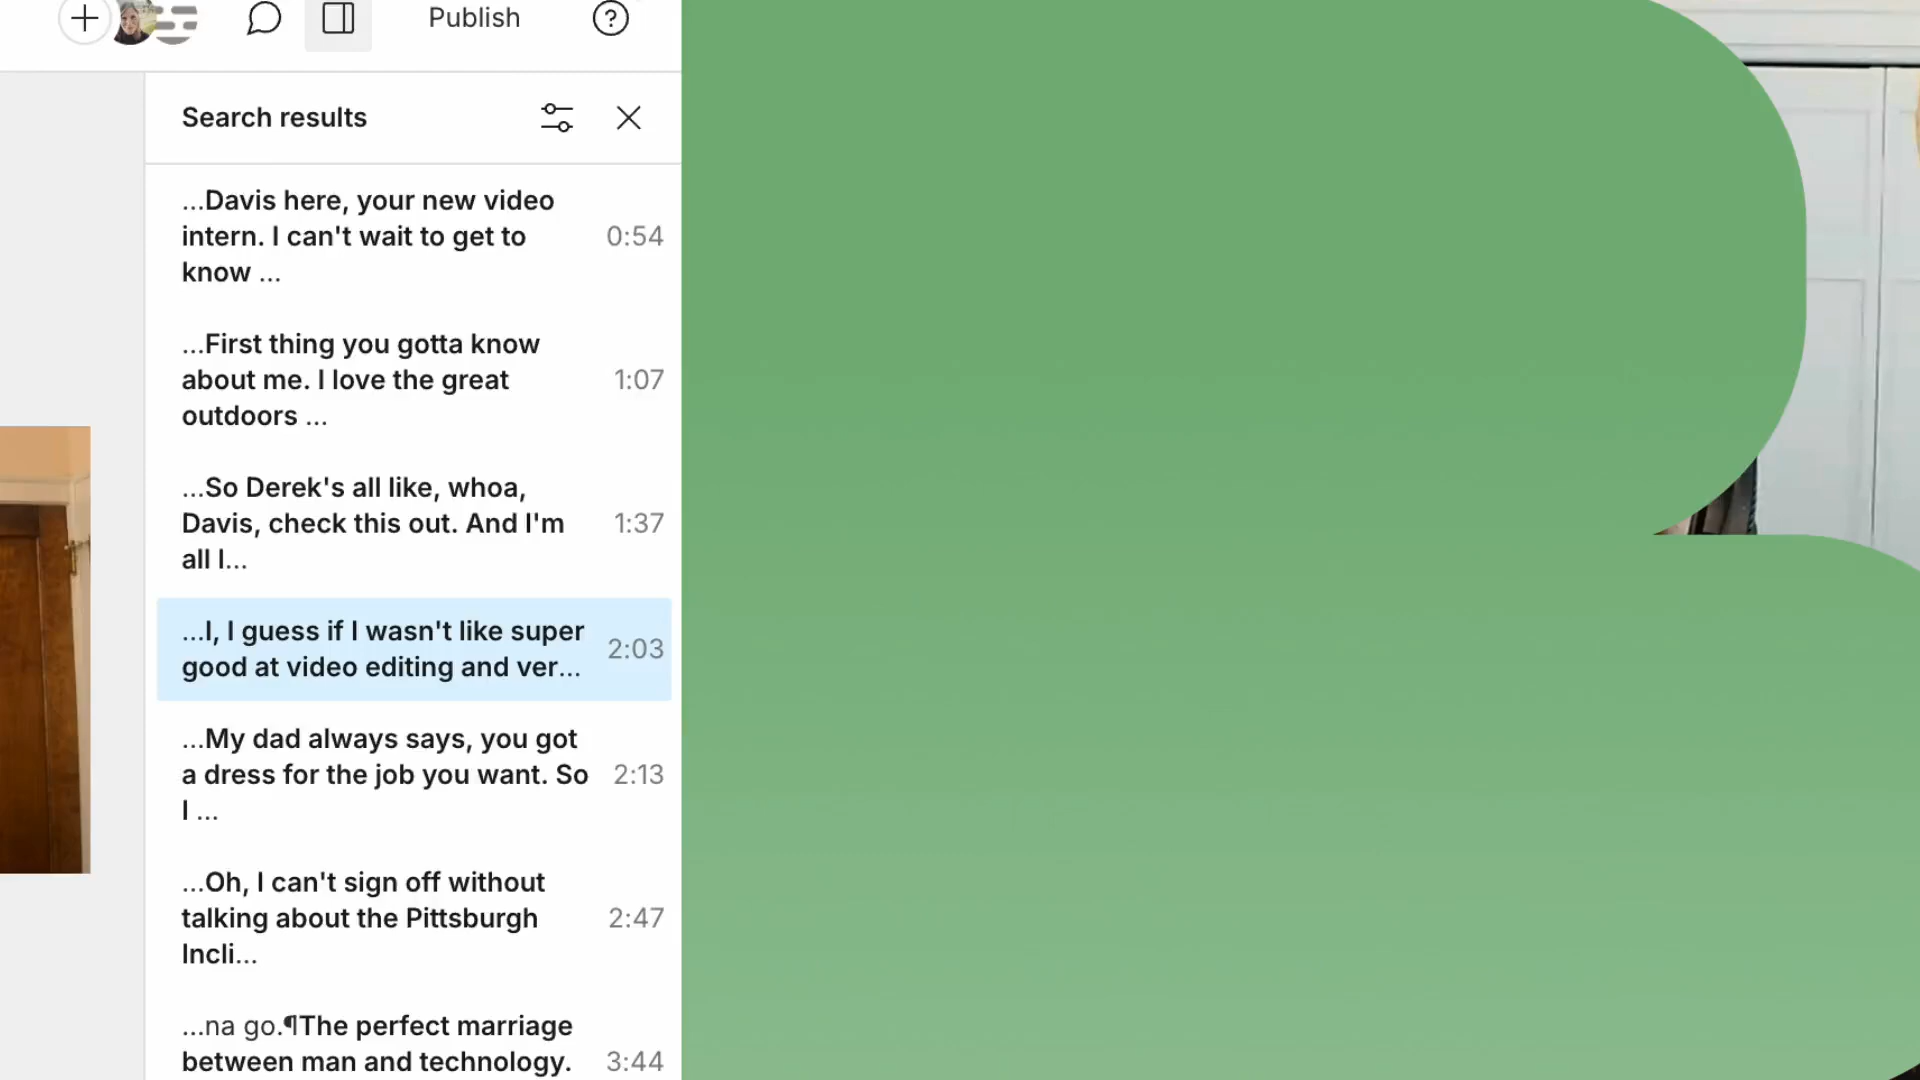 Publish
Search results
...Davis here, your new video
intern. I can't wait to get to
know ...
0:54
...First thing you gotta know
about me. I love the great
outdoors ...
1:07
...So Derek's all like, whoa,
Davis, check this out. And I'm
all l...
1:37
...I, I guess if I wasn't like super
good at video editing and ver...
2:03
...My dad always says, you got
a dress for the job you want. So
I ...
2:13
...Oh, I can't sign off without
talking about the Pittsburgh
Incli...
2:47
...na go.¶The perfect marriage
between man and technology.
3:44